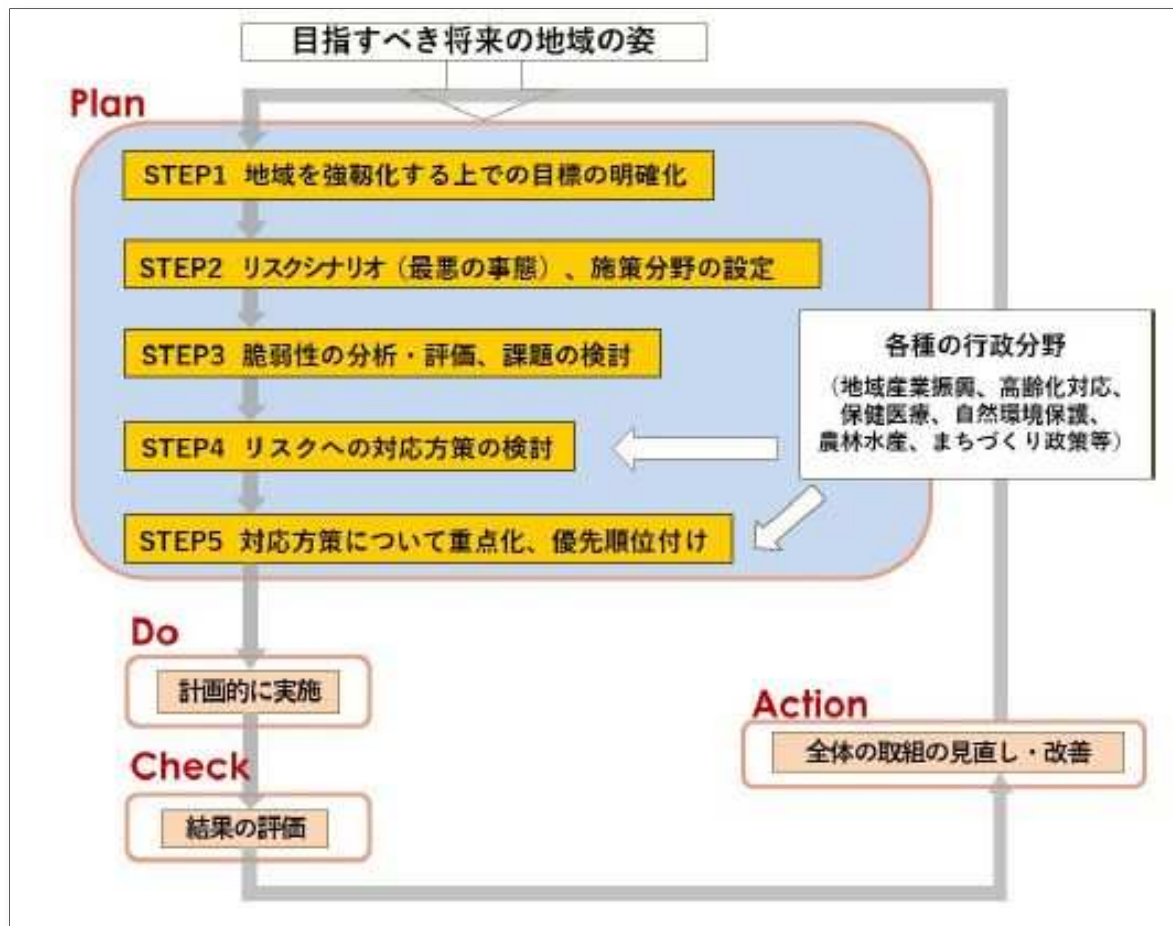 目指すべき将来の地域の姿
Plan
STEP1 地域を強靱化する上での目標の明確化
STEP2 リスクシナリオ（最悪の事態）、施策分野の設定
STEP3 脆弱性の分析・評価、課題の検討
STEP4 リスクへの対応方策の検討
STEP5 対応方策について重点化、優先順位付け
各種の行政分野
（地域産業振興、高齢化対応、
保健医療、自然環境保護、
農林水産、まちづくり政策等）
Do
計画的に実施
Check
結果の評価
Action
全体の取組の見直し・改善